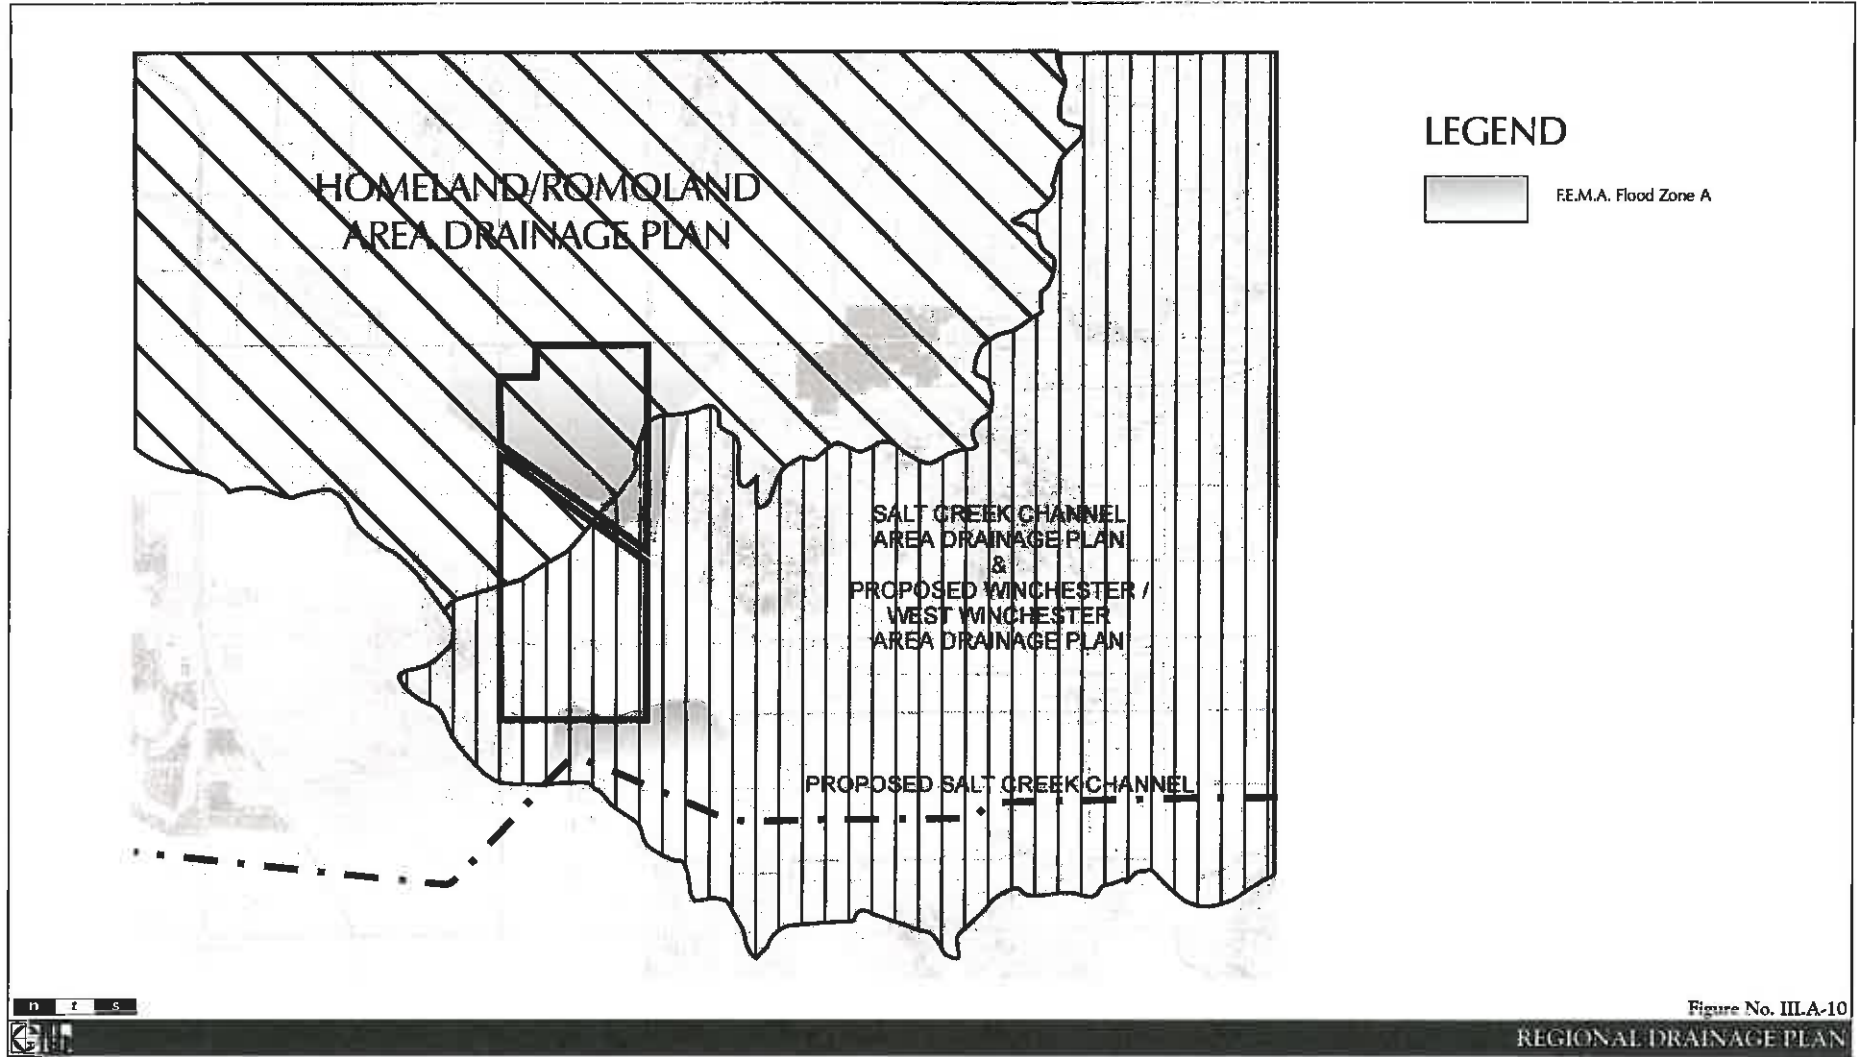 HOMELAND/ROMOLAND
AREA DRAINAGE PLAN
LEGEND
F.E.M.A. Flood Zone A
SALT CREEK CHANNEL
AREA DRAINAGE PLAN
&
PROPOSED WINCHESTER /
WEST WINCHESTER
AREA DRAINAGE PLAN
PROPOSED SALT CREEK CHANNEL
n t s
Figure No. III.A-10
REGIONAL DRAINAGE PLAN